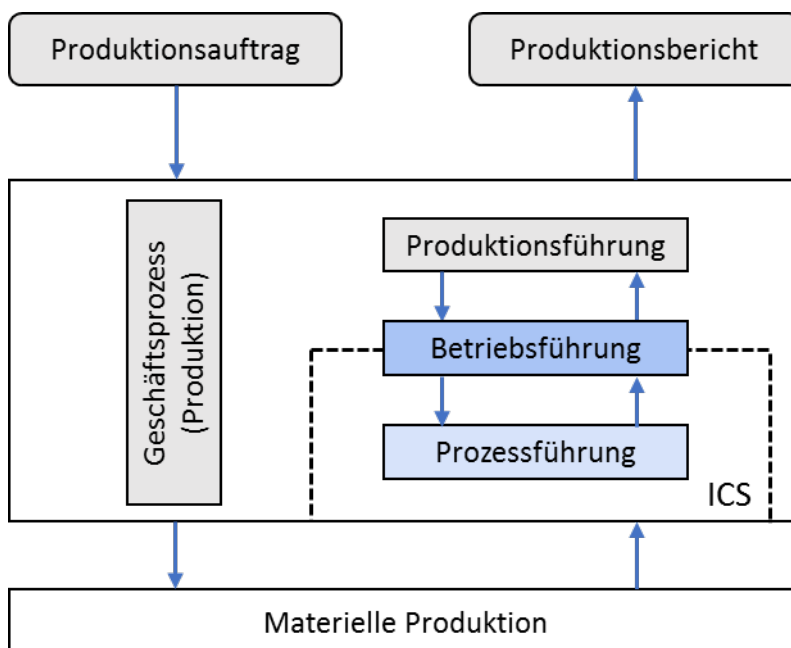 Produktionsauftrag
Produktionsbericht
Geschäftsprozess
(Produktion)
Produktionsführung
Betriebsführung
Prozessführung
ICS
Materielle Produktion